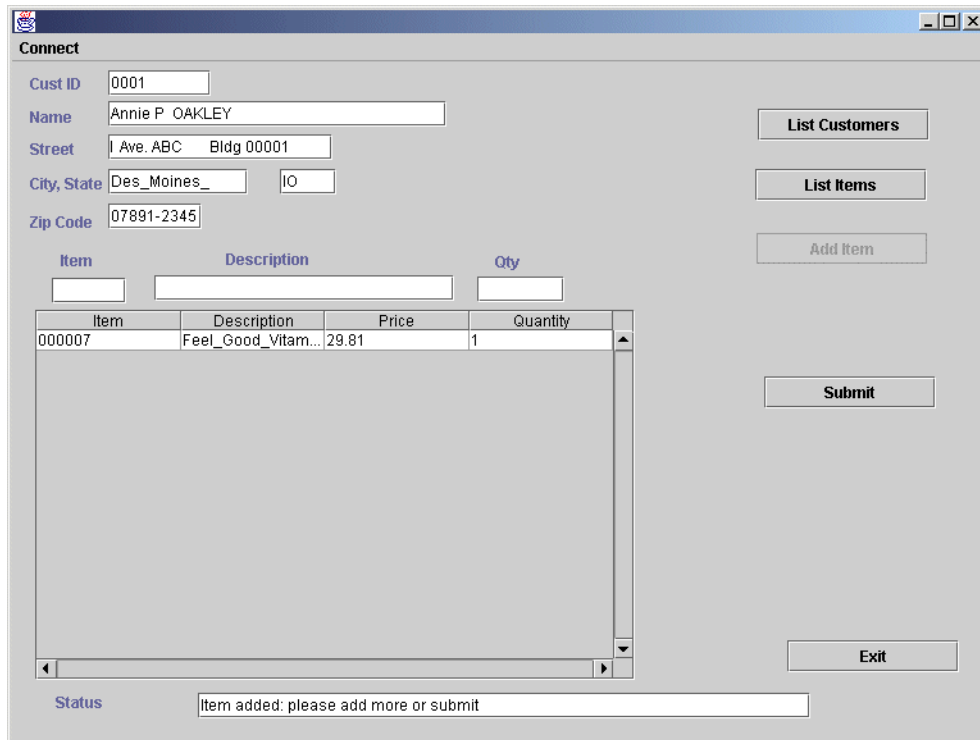 Connect
Cust ID 0001
Name Annie P OAKLEY
List Customers
Street I Ave. ABC Bldg 00001
City, State Des_Moines_ IO
List Items
Zip Code 07891-2345
Add Item
Item Description Qty
Item Description Price Quantity
000007 Feel_Good_Vitam... 29.81 1
Submit
Exit
Status Item added: please add more or submit